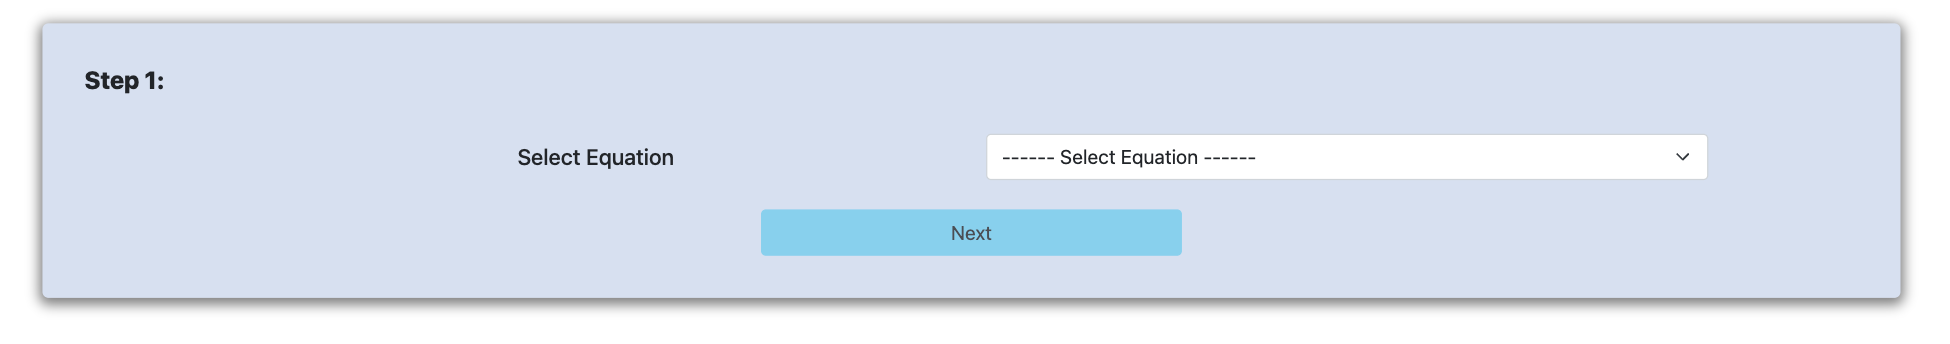 Step 1:
Select Equation
------ Select Equation ------
Next